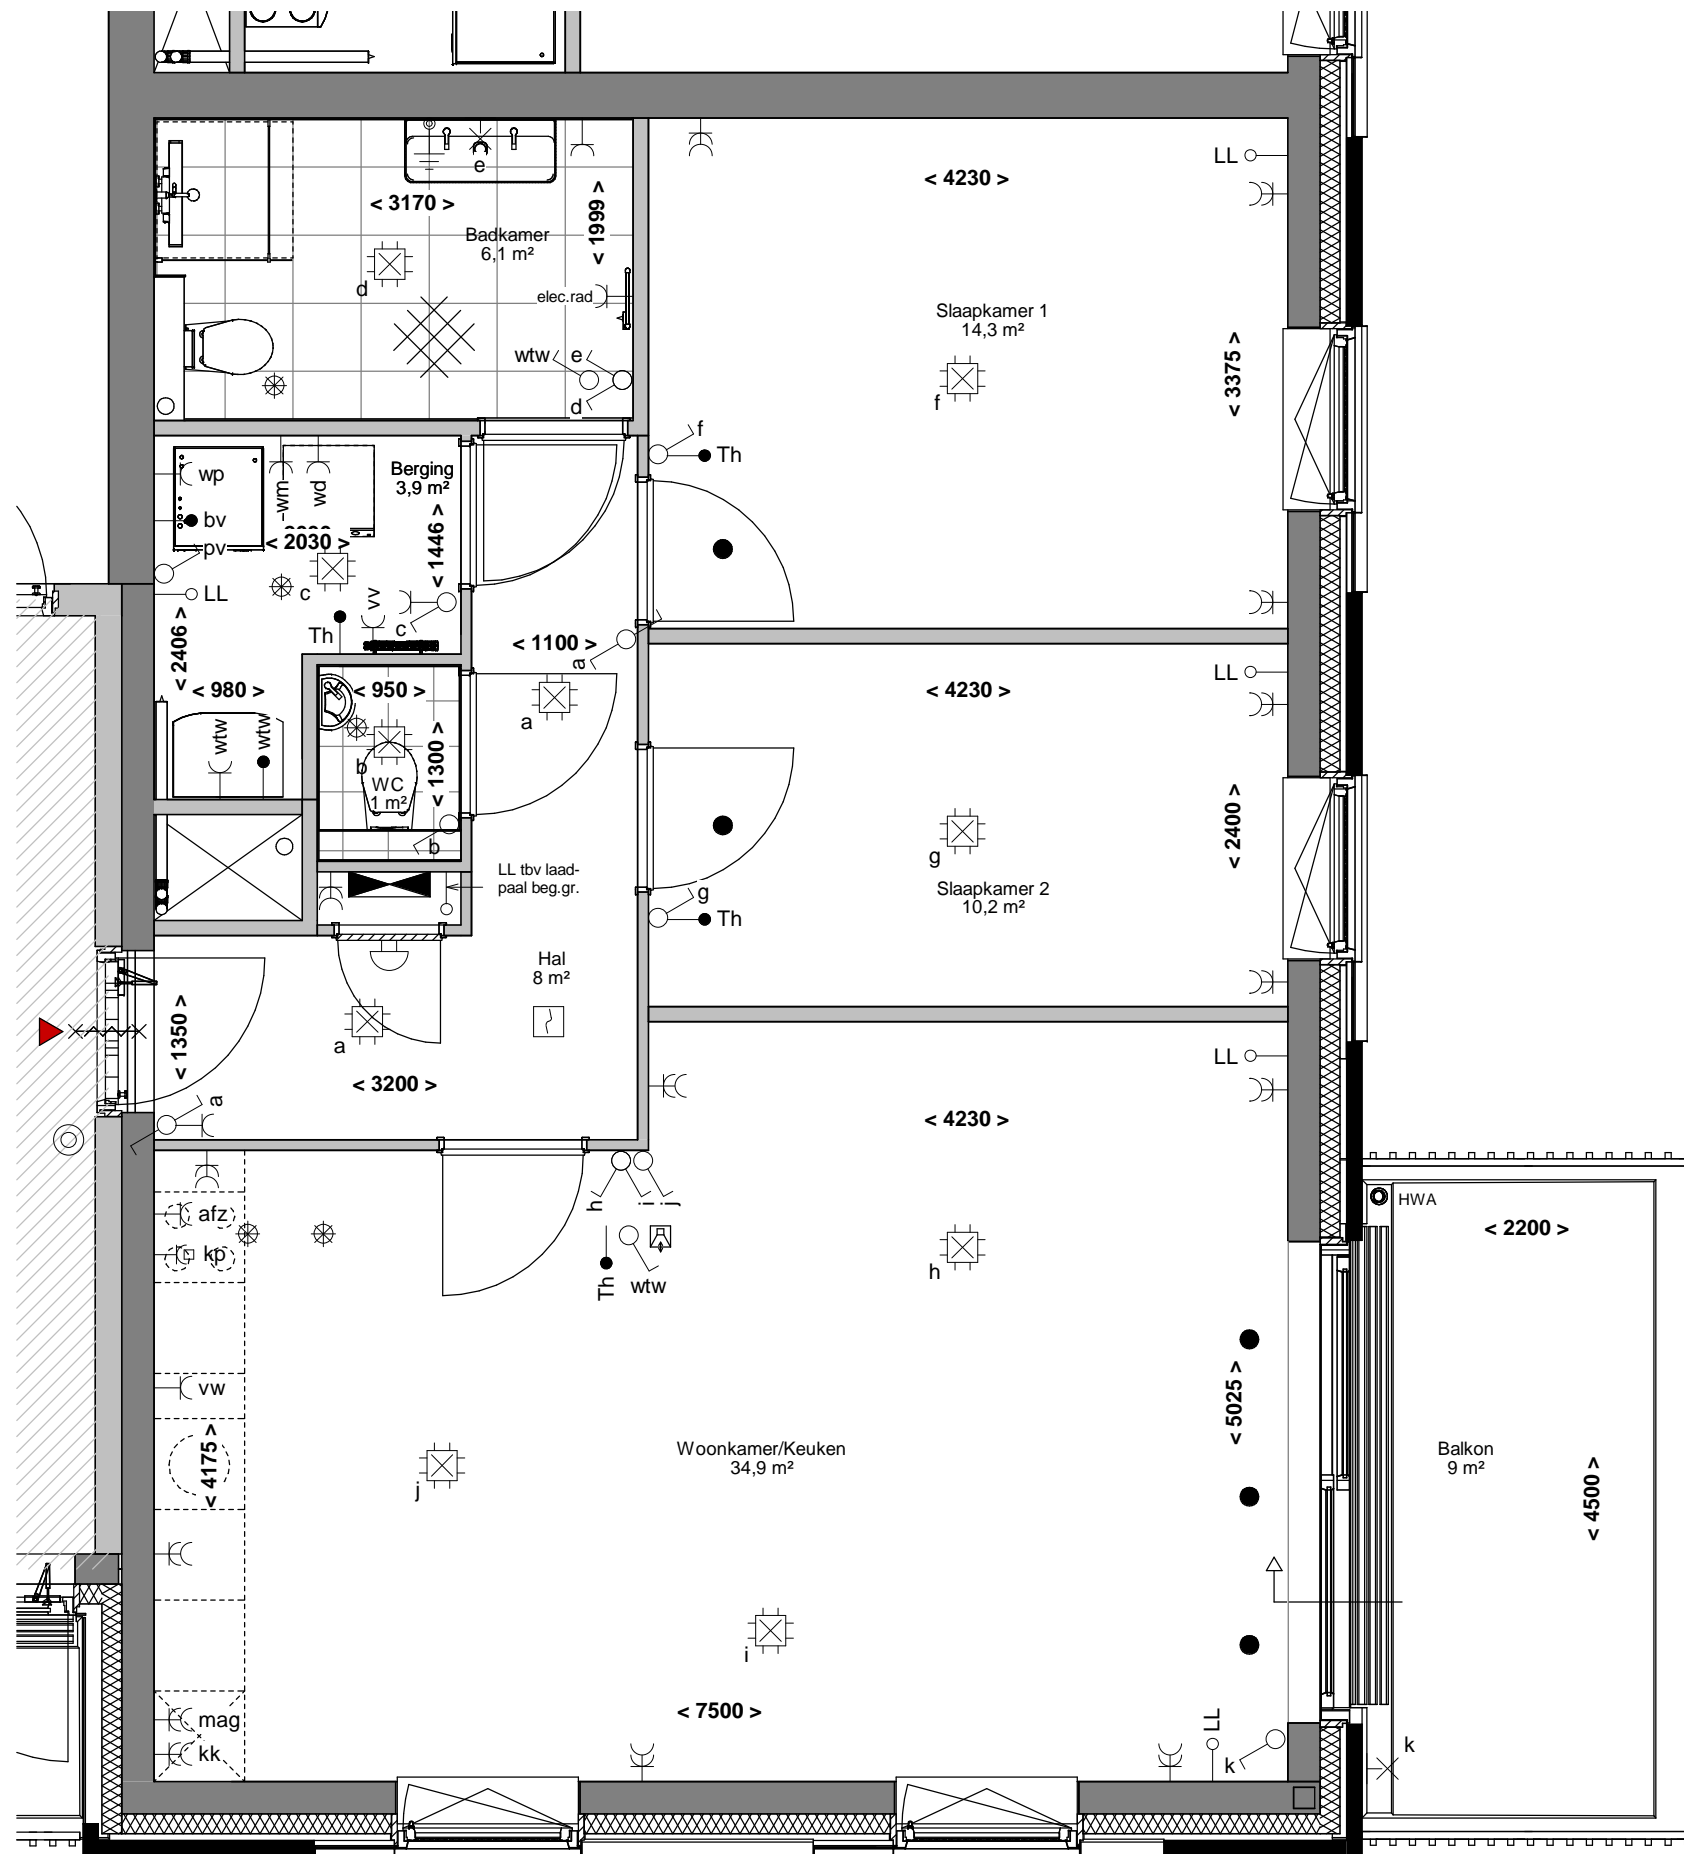 e
< 3170 >
< 1999 >
Badkamer
6,1 m²
d
elec.rad
wtw
e
d
LL
< 4230 >
Slaapkamer 1
14,3 m²
< 3375 >
f
f
Th
wp
wm
wd
Berging
3,9 m²
bv
< 2030 >
< 1446 >
pv
c
LL
vv
Th
c
< 2406 >
< 1100 >
a
< 980 >
< 950 >
LL
< 4230 >
a
wtw
wtw
b
< 1300 >
WC
1 m²
b
< 2400 >
g
Slaapkamer 2
10,2 m²
LL tbv laad-
paal beg.gr.
g
Th
Hal
8 m²
< 1350 >
a
< 3200 >
a
LL
< 4230 >
h
i
j
afz
kp
Th
wtw
h
HWA
< 2200 >
vw
< 4175 >
j
Woonkamer/Keuken
34,9 m²
< 5025 >
Balkon
9 m²
< 4500 >
i
mag
kk
< 7500 >
LL
k
k